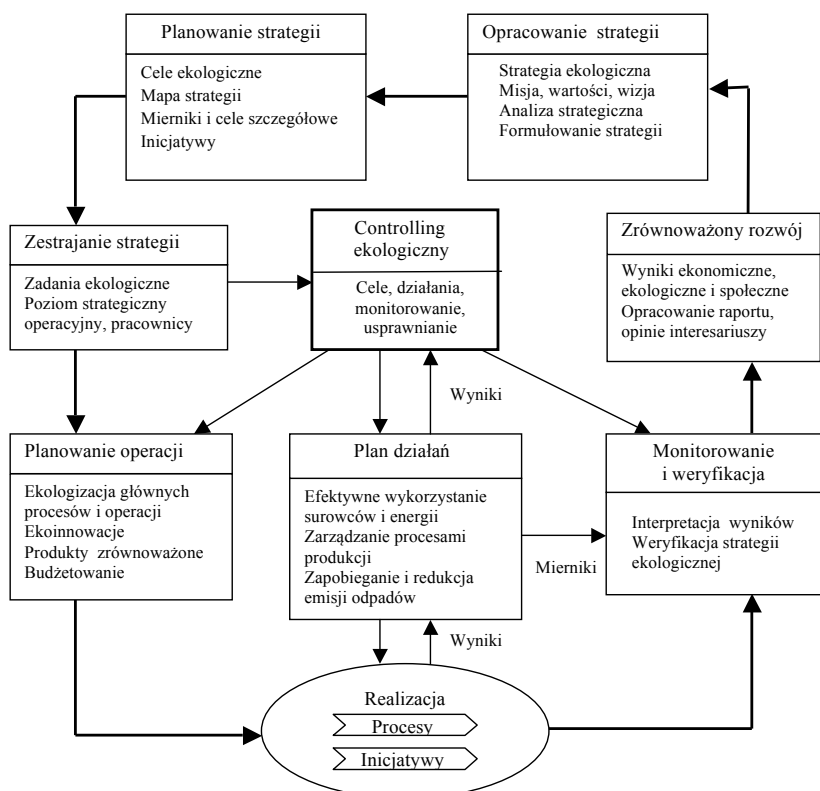 Planowanie strategii
Cele ekologiczne
Mapa strategii
Mierniki i cele szczegółowe
Inicjatywy
Opracowanie strategii
Strategia ekologiczna
Misja, wartości, wizja
Analiza strategiczna
Formułowanie strategii
Zestrajanie strategii
Zadania ekologiczne
Poziom strategiczny
operacyjny, pracownicy
Controlling
ekologiczny
Cele, działania,
monitorowanie,
usprawnianie
Zrównoważony rozwój
Wyniki ekonomiczne,
ekologiczne i społeczne
Opracowanie raportu,
opinie interesariuszy
Wyniki
Planowanie operacji
Ekologizacja głównych
procesów i operacji
Ekoinnowacje
Produkty zrównoważone
Budżetowanie
Plan działań
Efektywne wykorzystanie
surowców i energii
Zarządzanie procesami
produkcji
Zapobieganie i redukcja
emisji odpadów
Mierniki
Monitorowanie
i weryfikacja
Interpretacja wyników
Weryfikacja strategii
ekologicznej
Wyniki
Realizacja
Procesy
Inicjatywy